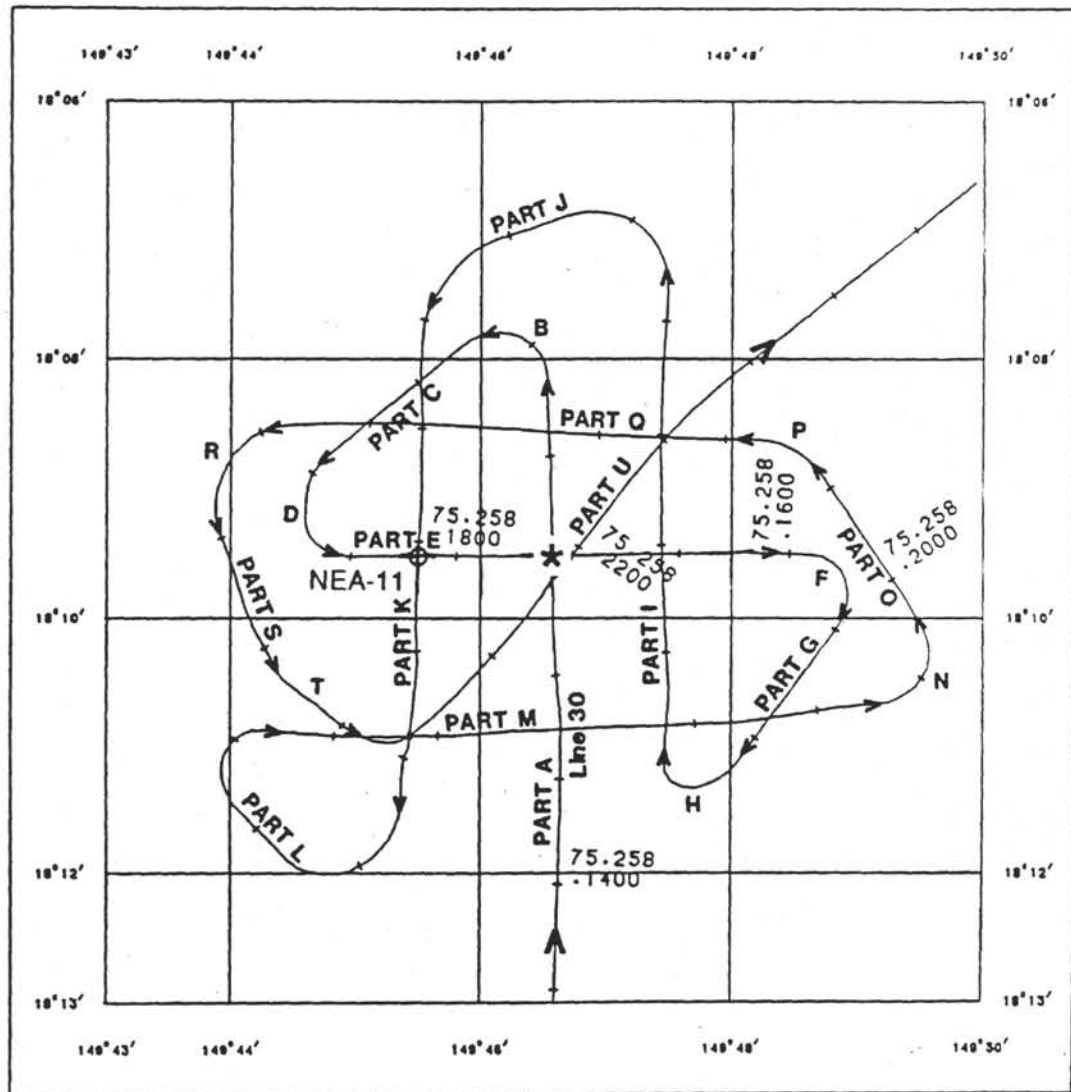 149°43' 149°44' 149°46' 149°48' 149°50'
18°06' 18°06'
PART J
B
18°08' 18°08'
PART C
PART Q
P
R
PART U
75.258
.1600
D
75.258
1800
PART E
75.258
2200
75.258
.2000
NEA-11
F
PART O
PART K
PART I
PART S
18°10' 18°10'
PART G
T
N
PART M
Line 30
PART A
H
PART L
75.258
.1400
18°12' 18°12'
18°13' 18°13'
149°43' 149°44' 149°46' 149°48' 149°50'